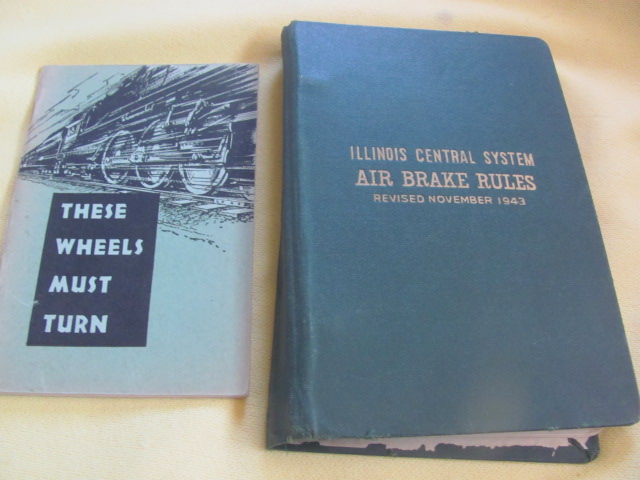 THESE
WHEELS
MUST
TURN
ILLINOIS CENTRAL SYSTEM
AIR BRAKE RULES
REVISED NOVEMBER 1943